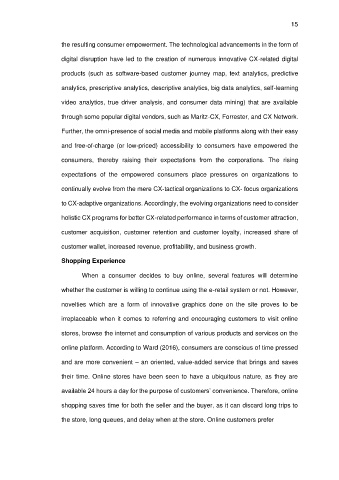 15
the resulting consumer empowerment. The technological advancements in the form of
digital disruption have led to the creation of numerous innovative CX-related digital
products (such as software-based customer journey map, text analytics, predictive
analytics, prescriptive analytics, descriptive analytics, big data analytics, self-learning
video analytics, true driver analysis, and consumer data mining) that are available
through some popular digital vendors, such as Maritz-CX, Forrester, and CX Network.
Further, the omni-presence of social media and mobile platforms along with their easy
and free-of-charge (or low-priced) accessibility to consumers have empowered the
consumers, thereby raising their expectations from the corporations. The rising
expectations of the empowered consumers place pressures on organizations to
continually evolve from the mere CX-tactical organizations to CX- focus organizations
to CX-adaptive organizations. Accordingly, the evolving organizations need to consider
holistic CX programs for better CX-related performance in terms of customer attraction,
customer acquisition, customer retention and customer loyalty, increased share of
customer wallet, increased revenue, profitability, and business growth.
Shopping Experience
When a consumer decides to buy online, several features will determine
whether the customer is willing to continue using the e-retail system or not. However,
novelties which are a form of innovative graphics done on the site proves to be
irreplaceable when it comes to referring and encouraging customers to visit online
stores, browse the internet and consumption of various products and services on the
online platform. According to Ward (2016), consumers are conscious of time pressed
and are more convenient – an oriented, value-added service that brings and saves
their time. Online stores have been seen to have a ubiquitous nature, as they are
available 24 hours a day for the purpose of customers' convenience. Therefore, online
shopping saves time for both the seller and the buyer, as it can discard long trips to
the store, long queues, and delay when at the store. Online customers prefer